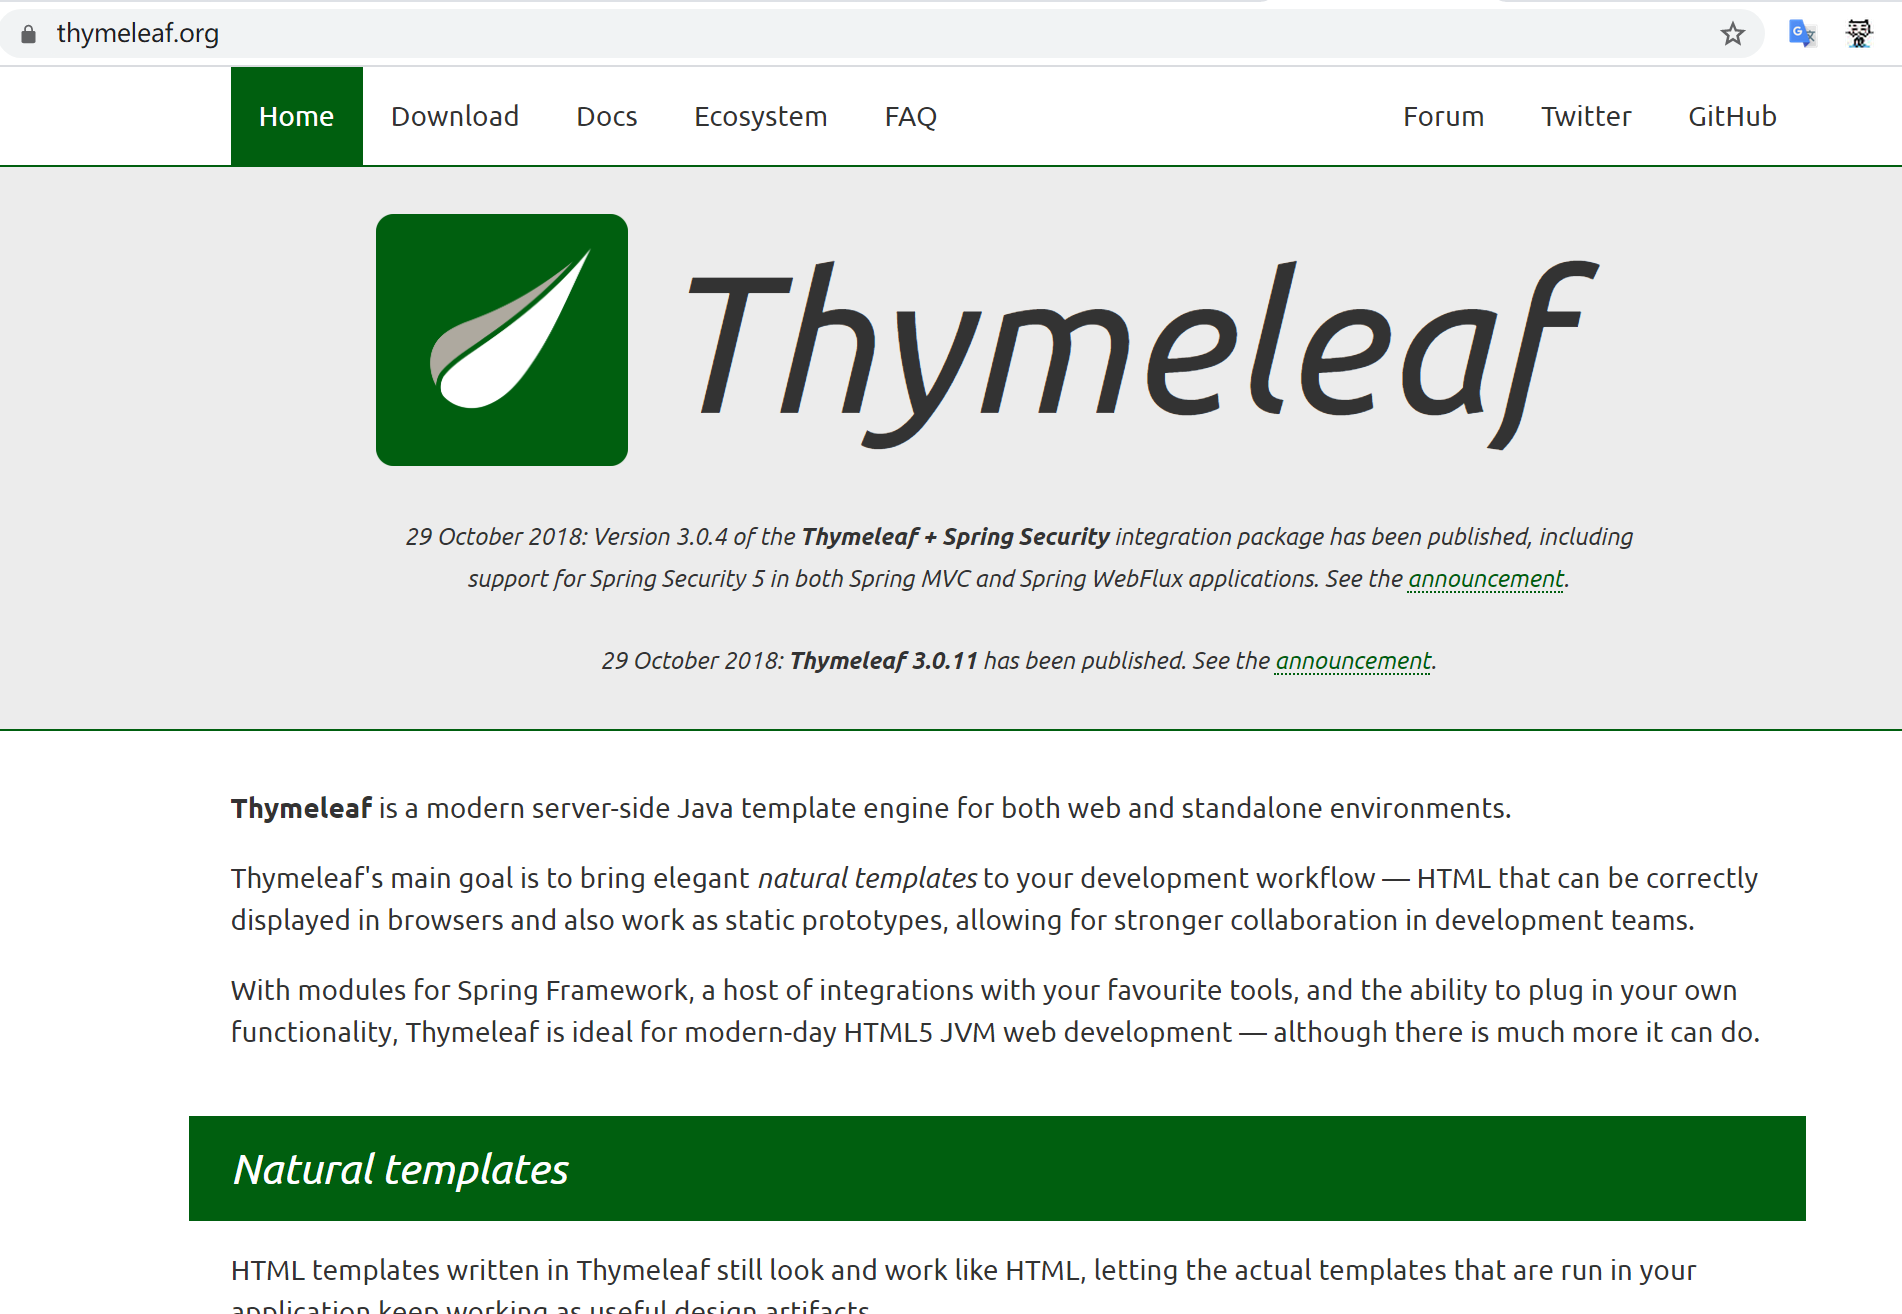 thymeleaf.org
Home Download Docs Ecosystem FAQ Forum Twitter GitHub
Thymeleaf
29 October 2018: Version 3.0.4 of the Thymeleaf + Spring Security integration package has been published, including
support for Spring Security 5 in both Spring MVC and Spring WebFlux applications. See the announcement.
29 October 2018: Thymeleaf 3.0.11 has been published. See the announcement.
Thymeleaf is a modern server-side Java template engine for both web and standalone environments.
Thymeleaf's main goal is to bring elegant natural templates to your development workflow — HTML that can be correctly
displayed in browsers and also work as static prototypes, allowing for stronger collaboration in development teams.
With modules for Spring Framework, a host of integrations with your favourite tools, and the ability to plug in your own
functionality, Thymeleaf is ideal for modern-day HTML5 JVM web development — although there is much more it can do.
Natural templates
HTML templates written in Thymeleaf still look and work like HTML, letting the actual templates that are run in your
application keep working as useful design artifacts.